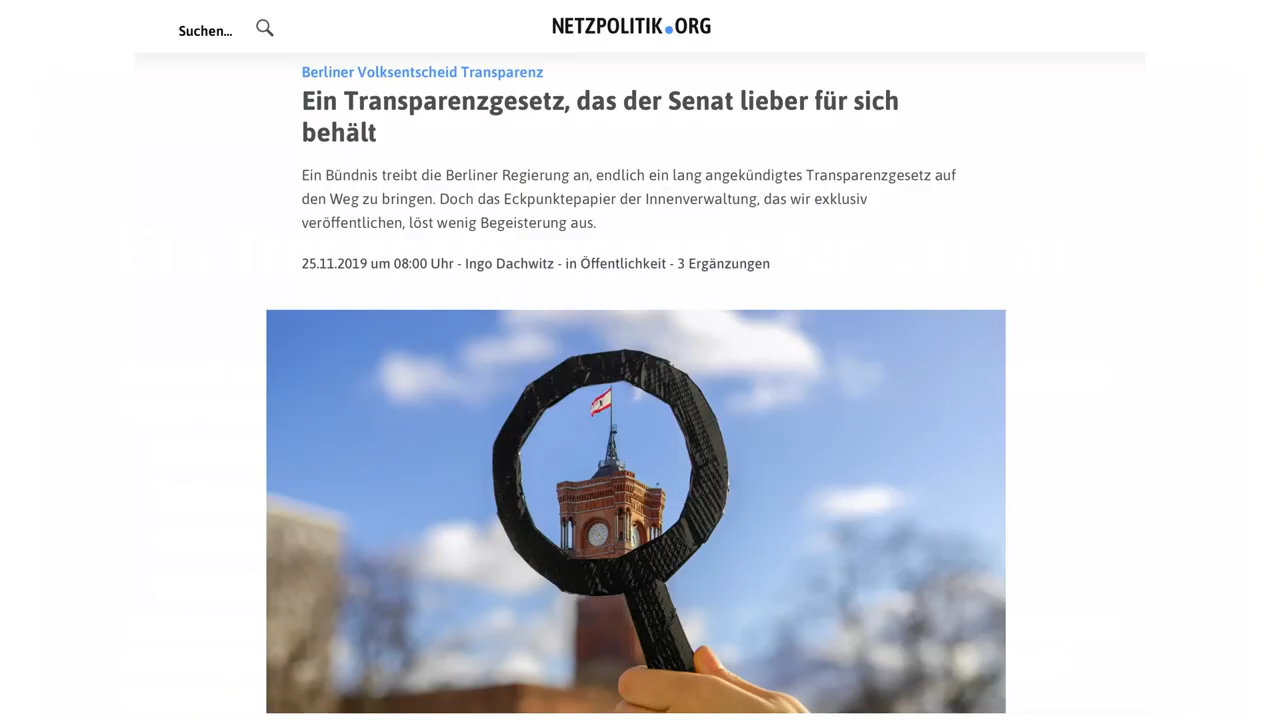 Suchen...
NETZPOLITIK.ORG
Berliner Volksentscheid Transparenz
Ein Transparenzgesetz, das der Senat lieber für sich
behält
Ein Bündnis treibt die Berliner Regierung an, endlich ein lang angekündigtes Transparenzgesetz auf
den Weg zu bringen. Doch das Eckpunktepapier der Innenverwaltung, das wir exklusiv
veröffentlichen, löst wenig Begeisterung aus.
25.11.2019 um 08:00 Uhr - Ingo Dachwitz - in Öffentlichkeit - 3 Ergänzungen